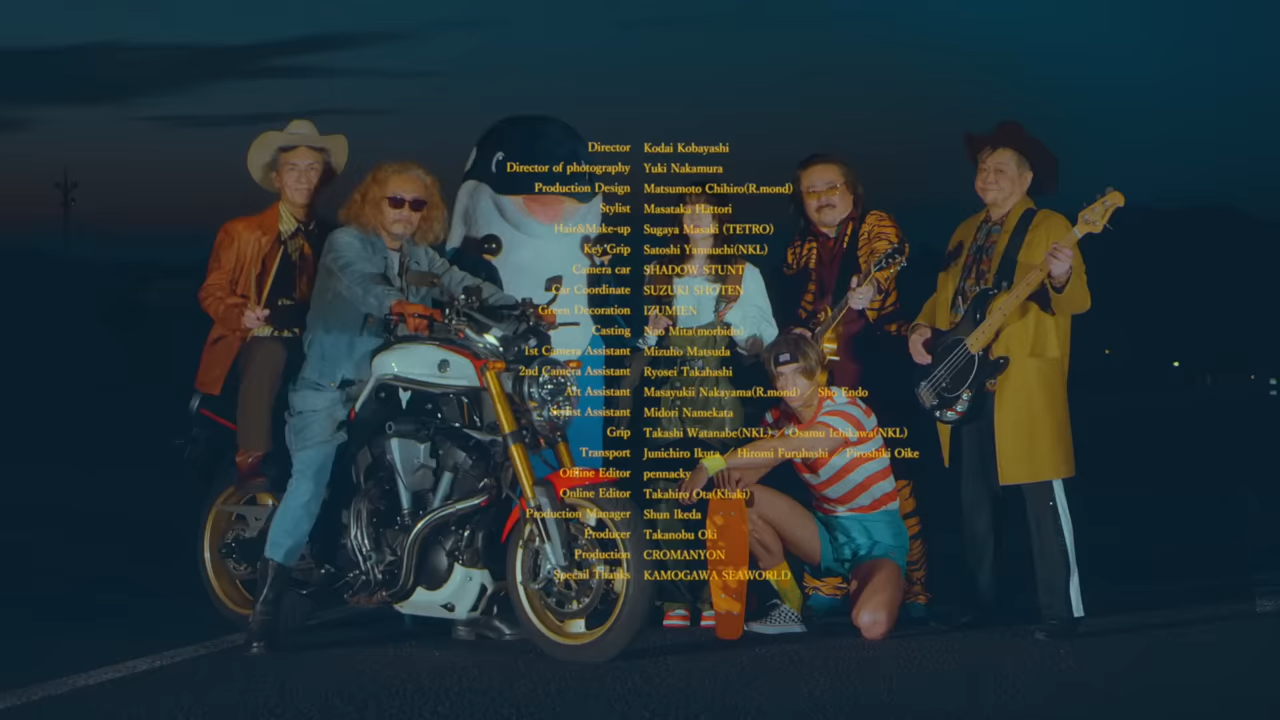 Director Kodai Kobayashi
Director of photography Yuki Nakamura
Production Design Matsumoto Chihiro(R.mond)
Stylist Masataka Hattori
Hair&Make-up Sugaya Masaki (TETRO)
Key Grip Satoshi Yamauchi(NKL)
Camera car SHADOW STUNT
Car Coordinate SUZUKI SHOTEN
Green Decoration IZUMIEN
Casting Nao Mita(morbido)
1st Camera Assistant Mizuho Matsuda
2nd Camera Assistant Ryosei Takahashi
Art Assistant Masayukii Nakayama(R.mond) / Sho Endo
Stylist Assistant Midori Namekata
Grip Takashi Watanabe(NKL) / Osamu Ichikawa(NKL)
Transport Junichiro Ikuta / Hiromi Furuhashi / Piroshiki Oike
Offline Editor pennacky
Online Editor Takahiro Ota(Khaki)
Production Manager Shun Ikeda
Producer Takanobu Oki
Production CROMANYON
Specail Thanks KAMOGAWA SEAWORLD